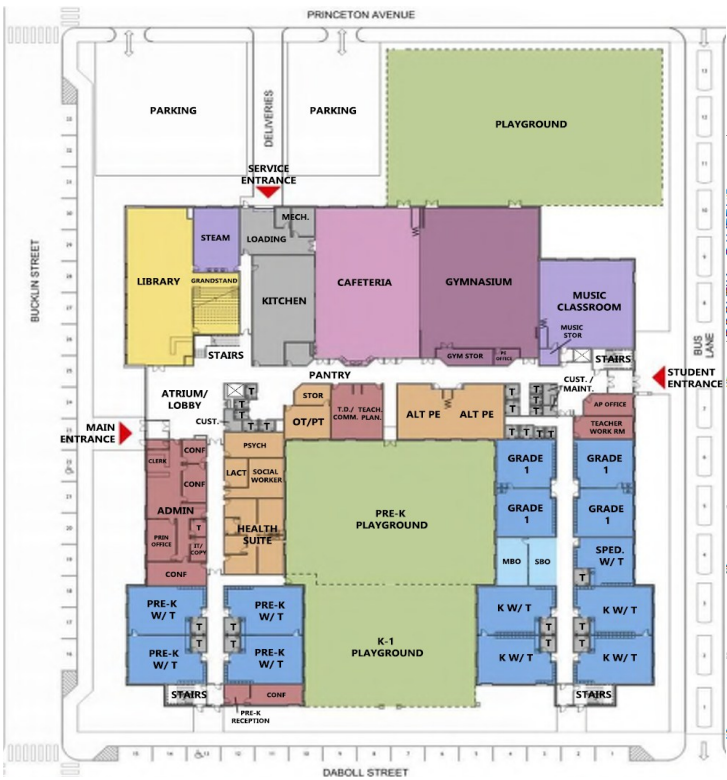 PRINCETON AVENUE
PARKING
DELIVERIES
PARKING
PLAYGROUND
SERVICE
ENTRANCE
BUCKLIN STREET
BUS
LANE
LIBRARY
STEAM
MECH.
LOADING
GRANDSTAND
KITCHEN
CAFETERIA
GYMNASIUM
MUSIC
CLASSROOM
MUSIC
STOR
GYM STOR
PE
OFFICE
STAIRS
STAIRS
STUDENT
ENTRANCE
PANTRY
CUST. /
MAINT.
ATRIUM/
LOBBY
T
T
T
T
CUST.
STOR
OT/PT
T.D./
COMM.
TEACH.
PLAN.
ALT PE
ALT PE
T
T
T
T
T
T
T
T
T
T
AP OFFICE
TEACHER
WORK RM
MAIN
ENTRANCE
CLERK
CONF
CONF
ADMIN
PRIN
OFFICE
T
IT/
COPY
CONF
PSYCH
LACT
SOCIAL
WORKER
HEALTH
SUITE
PRE-K
PLAYGROUND
GRADE
1
GRADE
1
GRADE
1
GRADE
1
MBO
SBO
SPED.
W/ T
T
PRE-K
W/ T
PRE-K
W/ T
T
T
T
T
PRE-K
W/ T
PRE-K
W/ T
K-1
PLAYGROUND
K W/ T
K W/ T
T
T
T
T
K W/ T
K W/ T
STAIRS
CONF
PRE-K
RECEPTION
STAIRS
DABOLL STREET